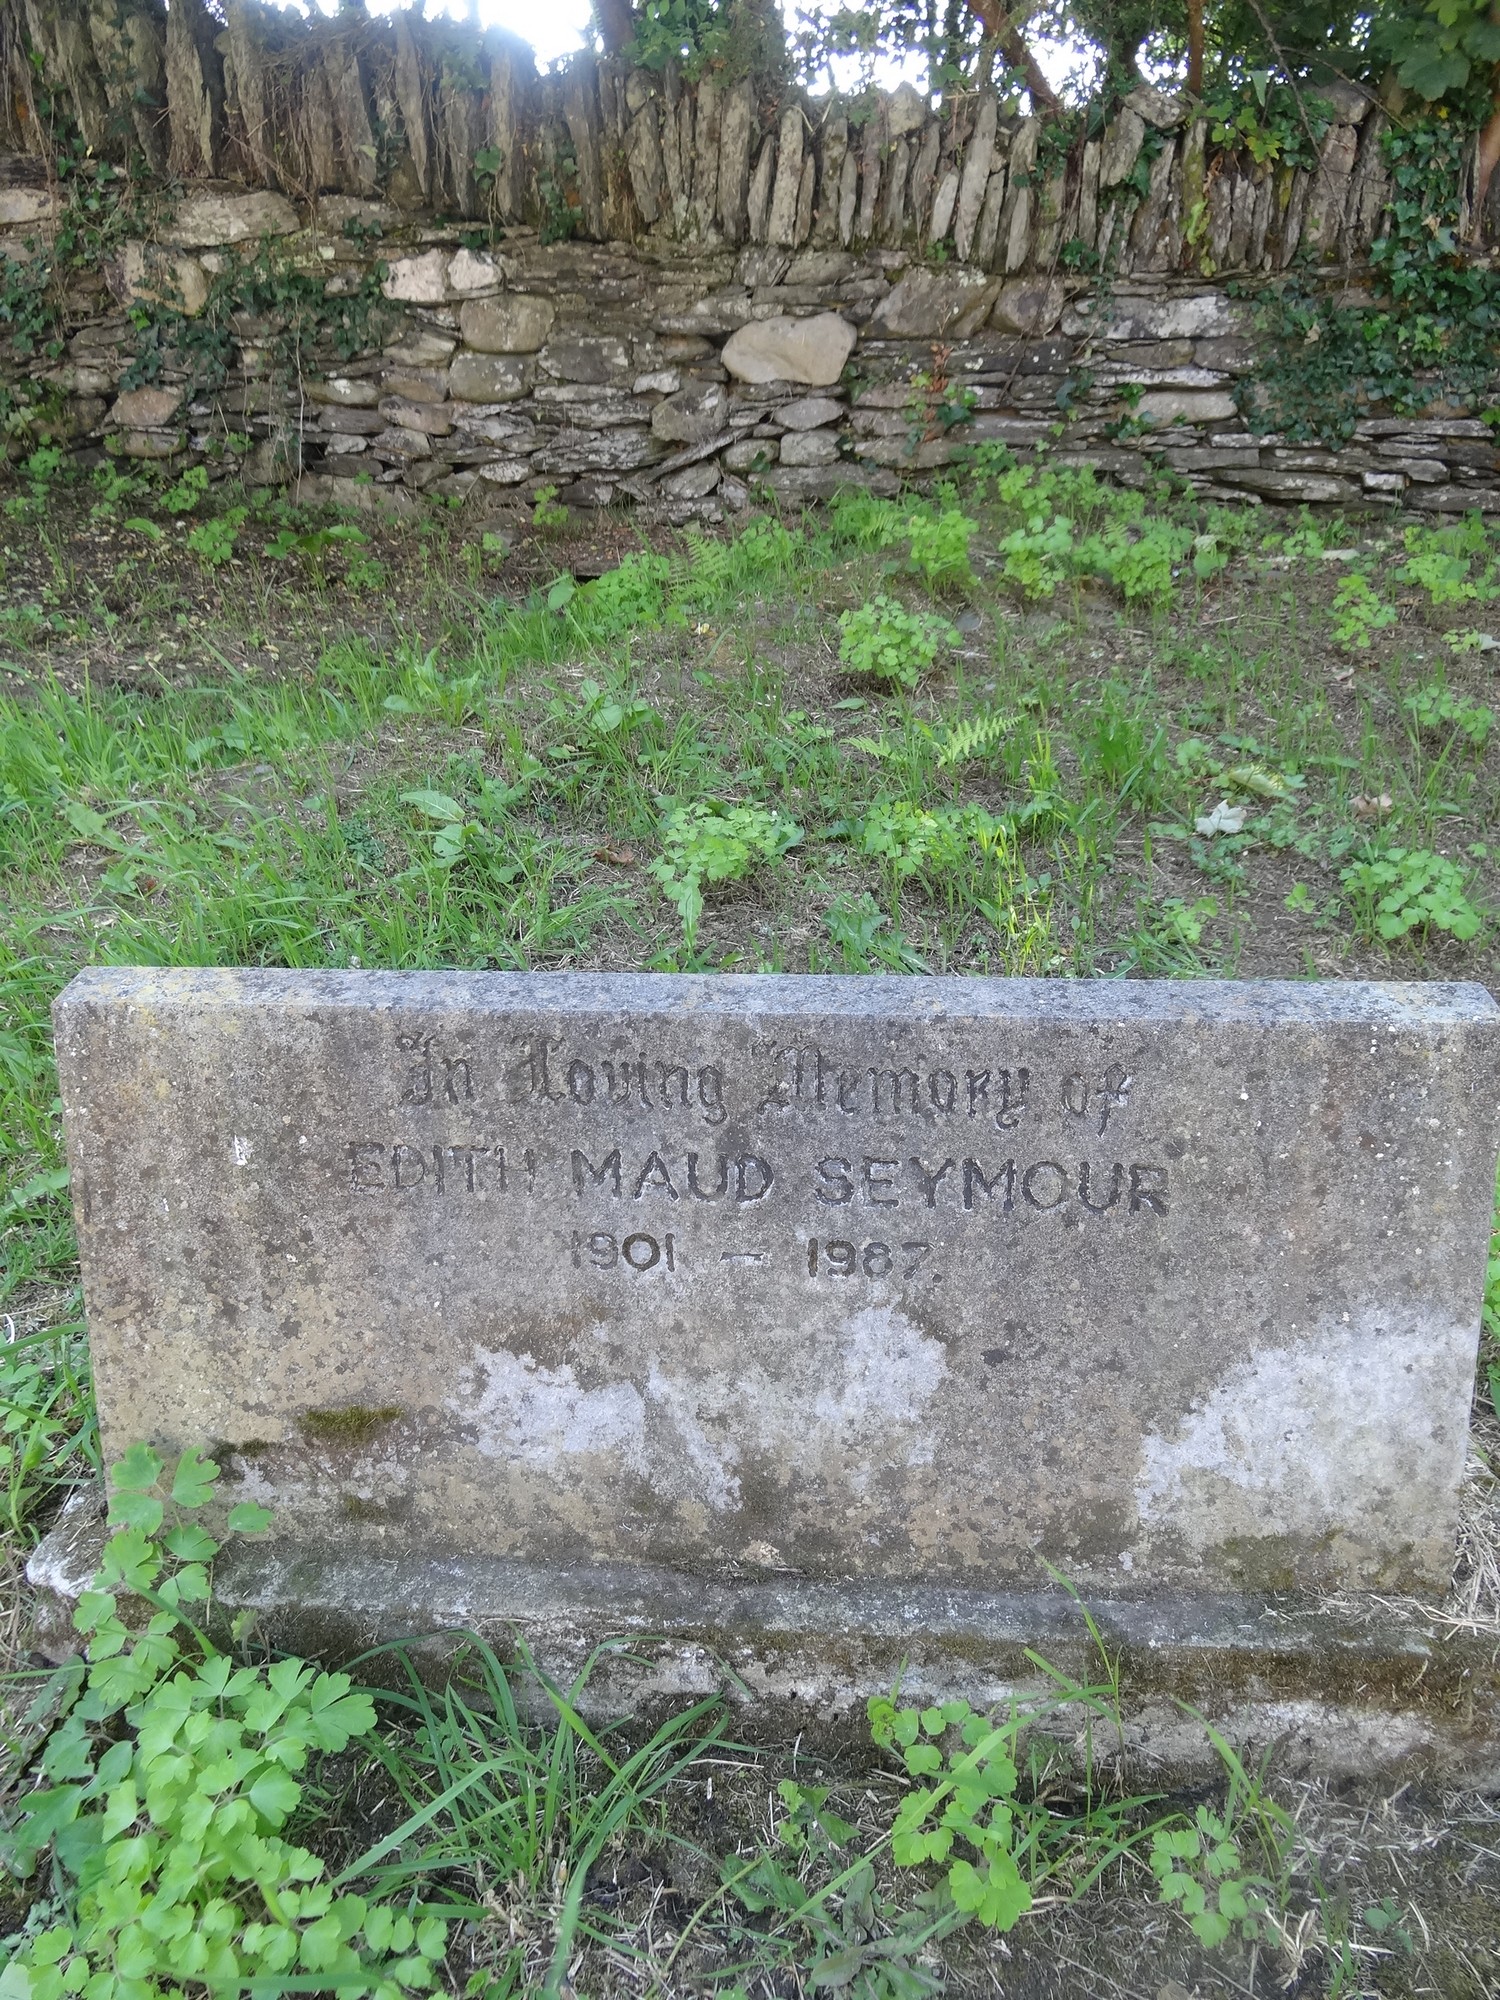 In Loving Memory of
EDITH MAUD SEYMOUR
1901 – 1987.